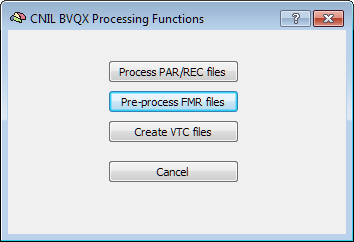 CNIL BVQX Processing Functions
?
Process PAR/REC files
Pre-process FMR files
Create VTC files
Cancel